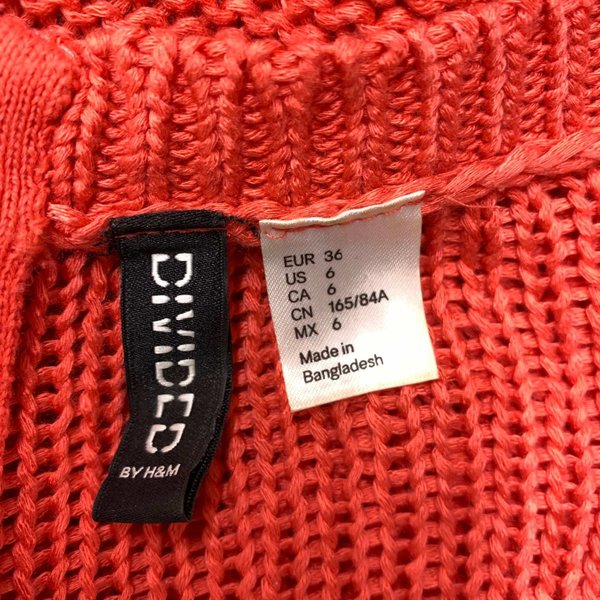 DIVIDED
BY H&M
EUR 36
US 6
CA 6
CN 165/84A
MX 6
Made in
Bangladesh